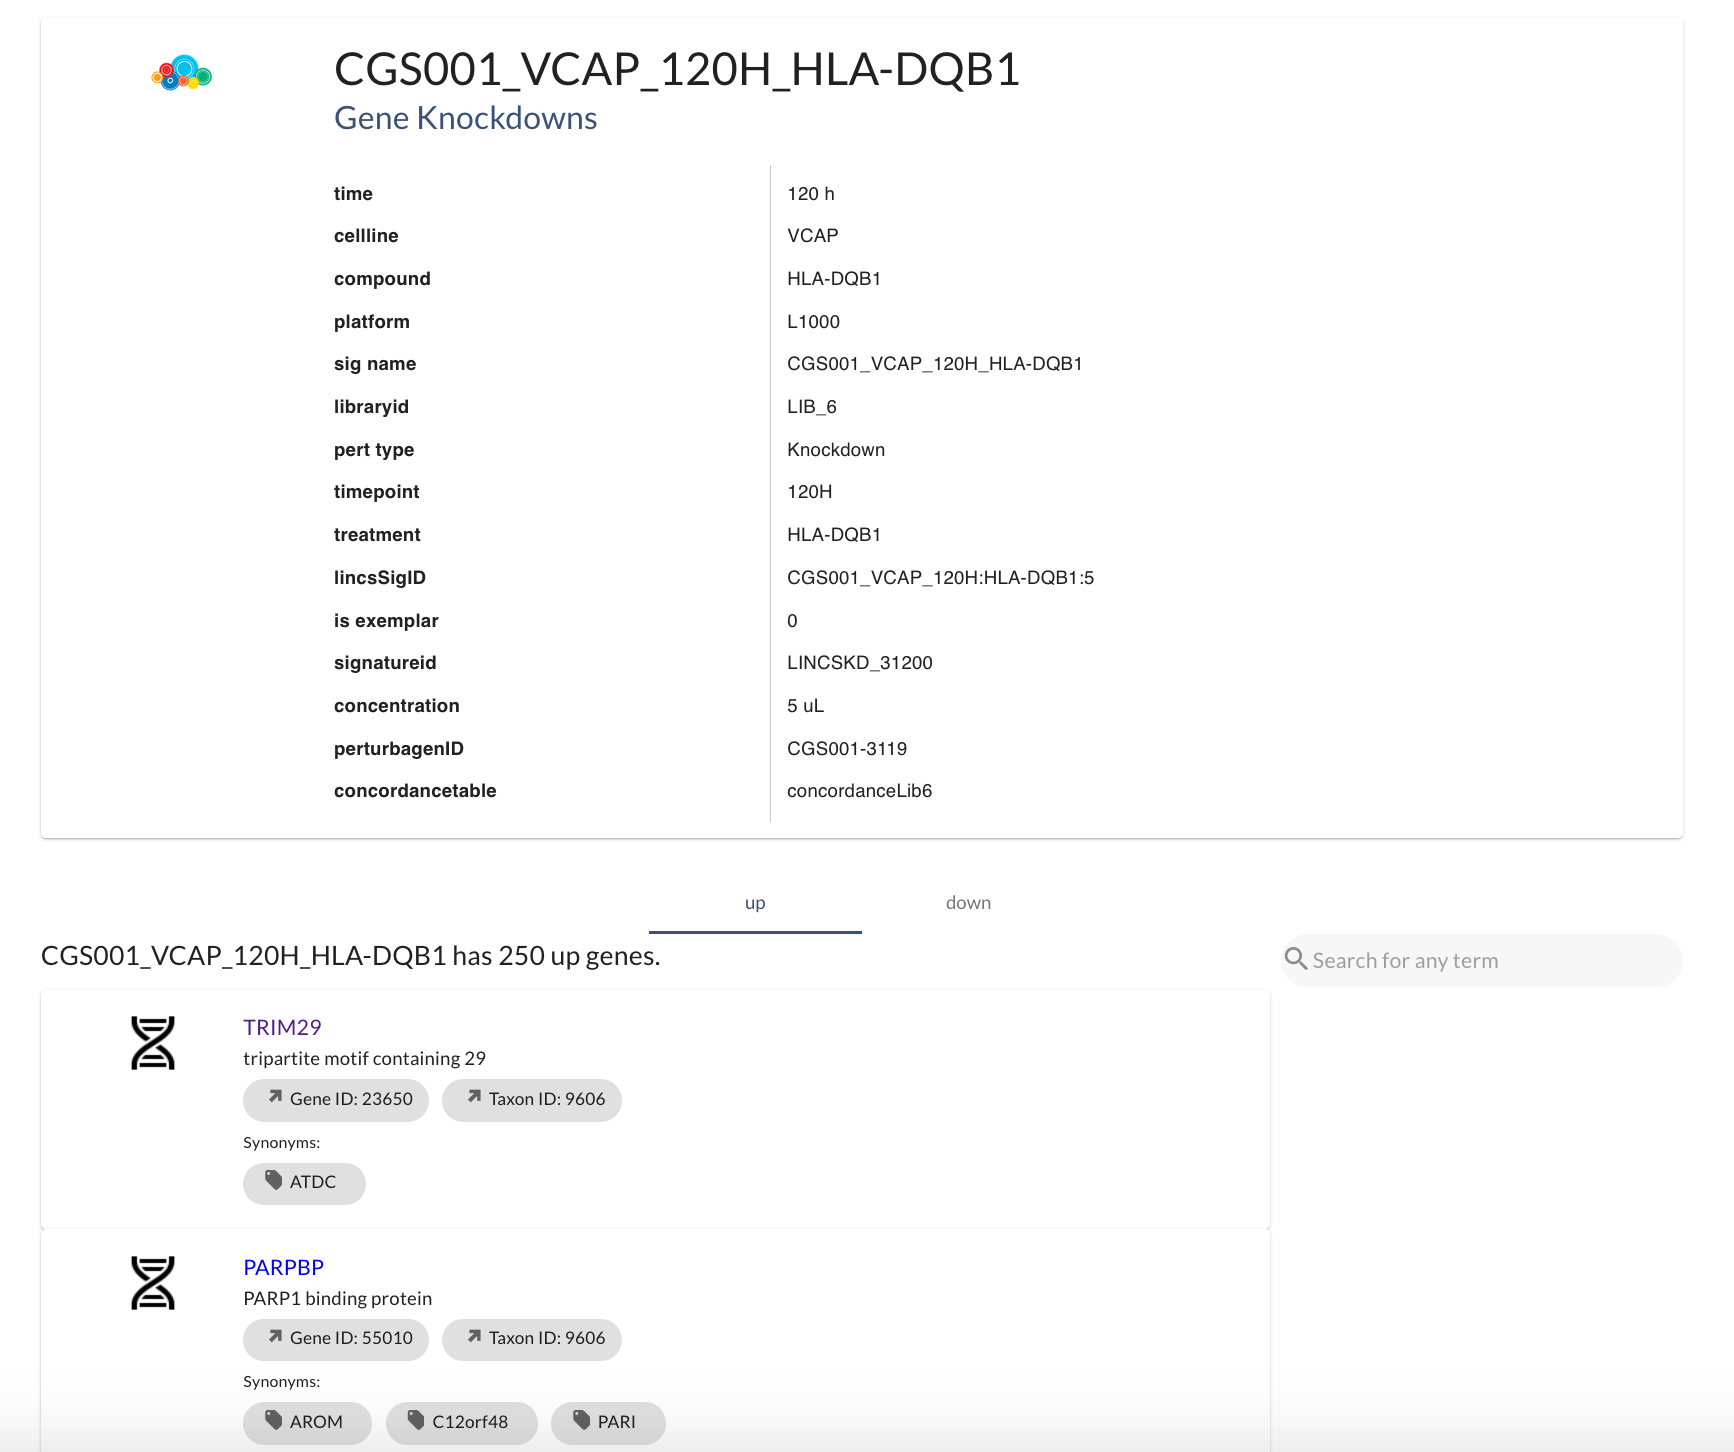 CGS001_VCAP_120H_HLA-DQB1
Gene Knockdowns
time 120 h
cellline VCAP
compound HLA-DQB1
platform L1000
sig name CGS001_VCAP_120H_HLA-DQB1
libraryid LIB_6
pert type Knockdown
timepoint 120H
treatment HLA-DQB1
lincsSigID CGS001_VCAP_120H:HLA-DQB1:5
is exemplar 0
signatureid LINCSKD_31200
concentration 5 uL
perturbagenID CGS001-3119
concordancetable concordanceLib6
up down
CGS001_VCAP_120H_HLA-DQB1 has 250 up genes.
Search for any term
TRIM29
tripartite motif containing 29
Gene ID: 23650 Taxon ID: 9606
Synonyms:
ATDC
PARPBP
PARP1 binding protein
Gene ID: 55010 Taxon ID: 9606
Synonyms:
AROM C12orf48 PARI